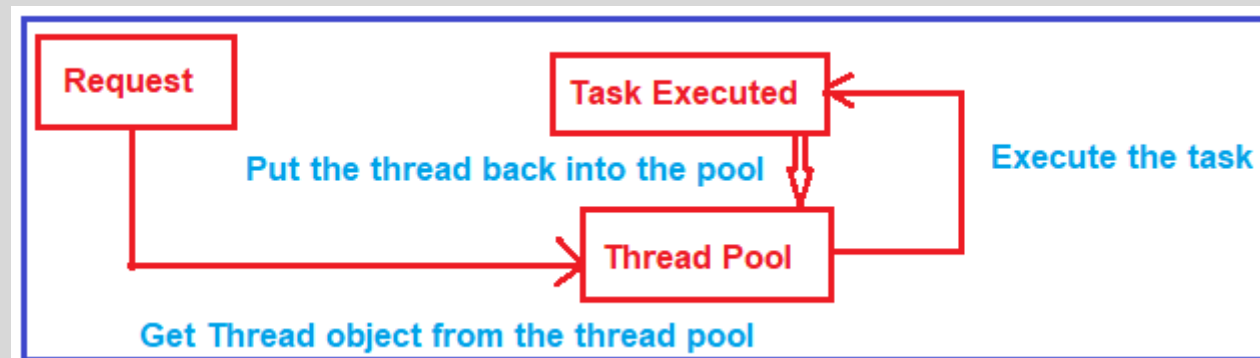 Request
Task Executed
Put the thread back into the pool
Execute the task
Thread Pool
Get Thread object from the thread pool